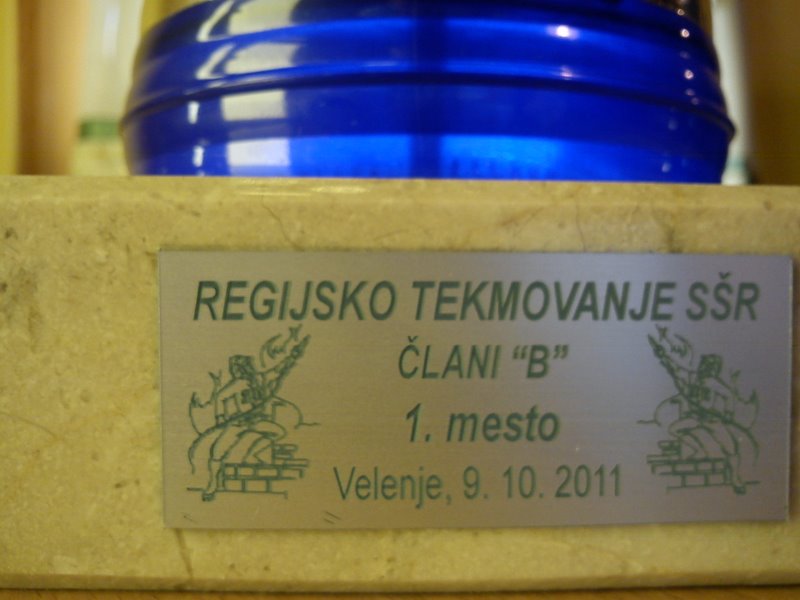 REGIJSKO TEKMOVANJE SŠR
ČLANI “B”
1. mesto
Velenje, 9. 10. 2011